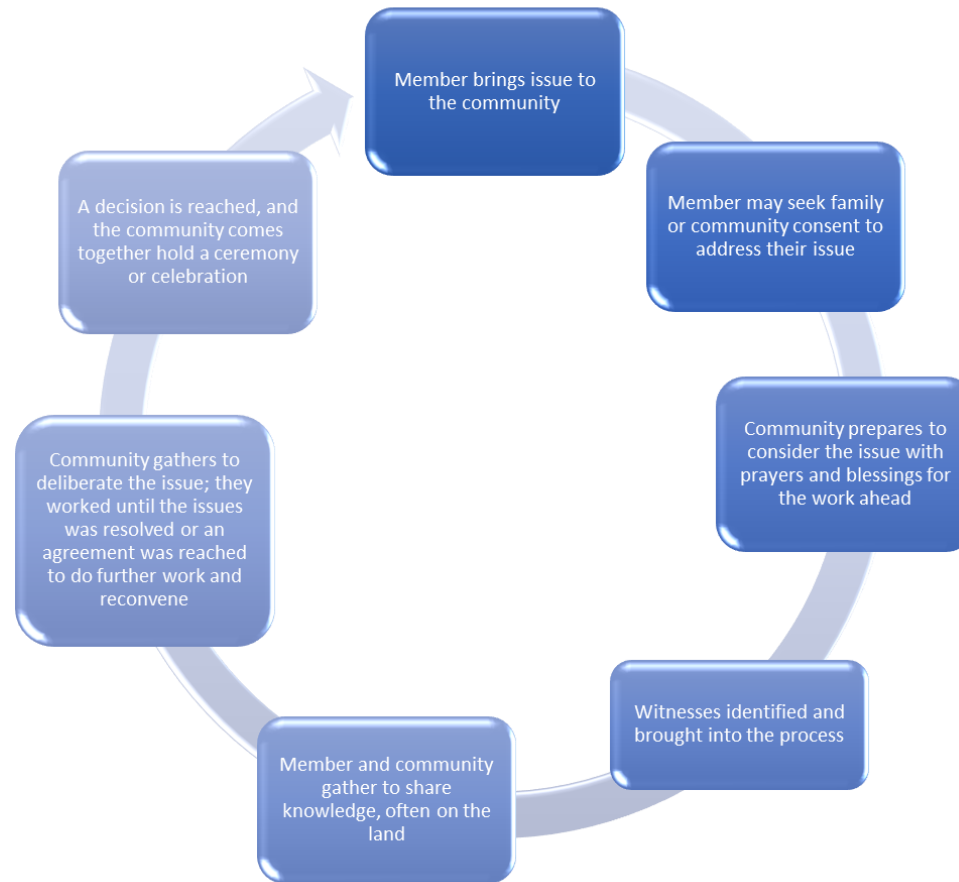 Member brings issue to
the community
Member may seek family
or community consent to
address their issue
Community prepares to
consider the issue with
prayers and blessings for
the work ahead
Witnesses identified and
brought into the process
Member and community
gather to share
knowledge, often on the
land
Community gathers to
deliberate the issue; they
worked until the issues
was resolved or an
agreement was reached
to do further work and
reconvene
A decision is reached, and
the community comes
together hold a ceremony
or celebration